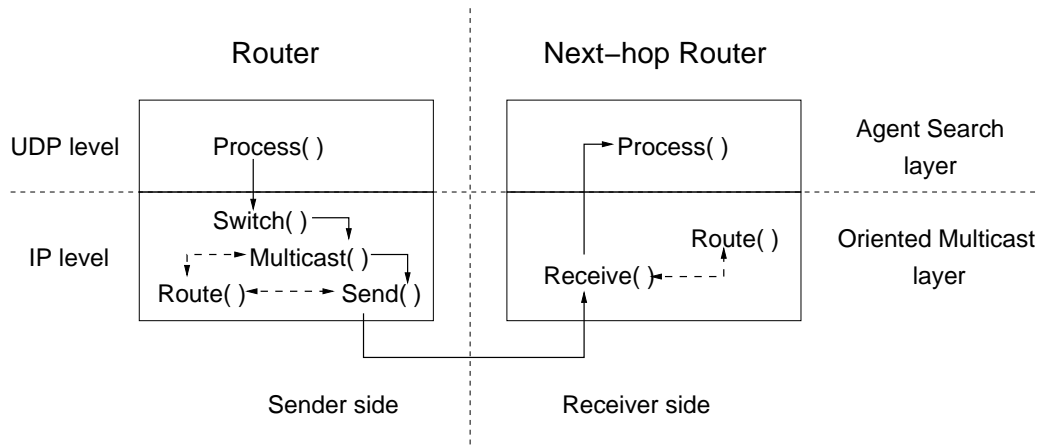 Router
Next−hop Router
UDP level
Process( )
Process( )
Agent Search
layer
Switch( )
IP level
Multicast( )
Route( )
Send( )
Receive( )
Route( )
Oriented Multicast
layer
Sender side
Receiver side